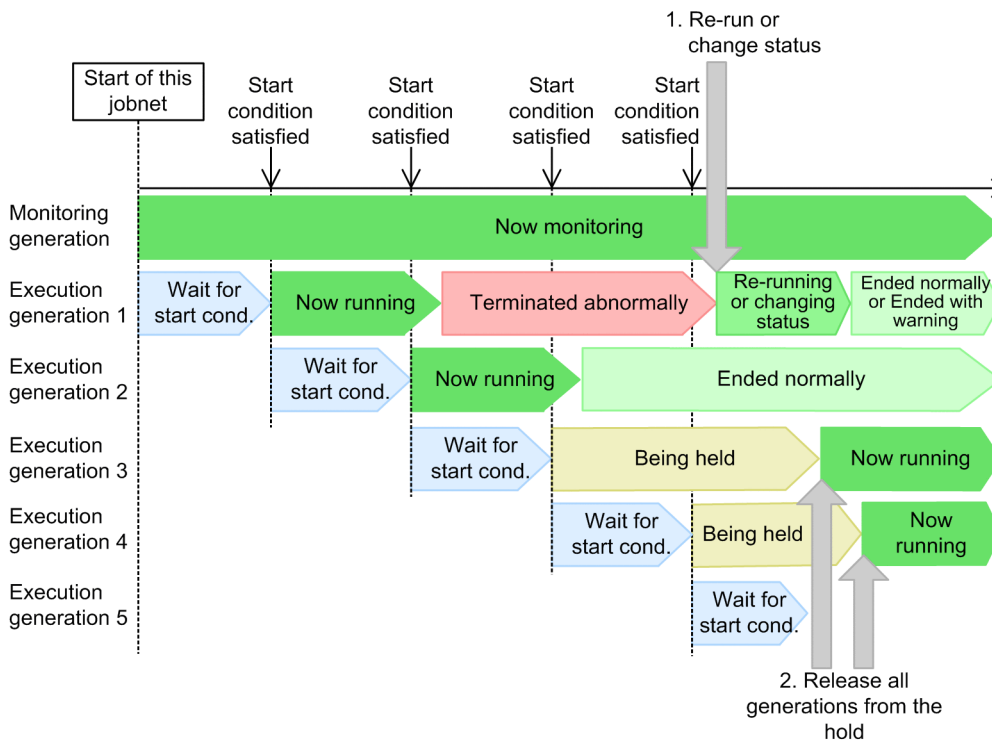 1. Re-run or
change status
Start of this
jobnet
Start
condition
satisfied
Start
condition
satisfied
Start
condition
satisfied
Start
condition
satisfied
Monitoring
generation
Now monitoring
Execution
generation 1
Wait for
start cond.
Now running
Terminated abnormally
Re-running
or changing
status
Ended normally
or Ended with
warning
Execution
generation 2
Wait for
start cond.
Now running
Ended normally
Execution
generation 3
Wait for
start cond.
Being held
Now running
Execution
generation 4
Wait for
start cond.
Being held
Now
running
Execution
generation 5
Wait for
start cond.
2. Release all
generations from the
hold